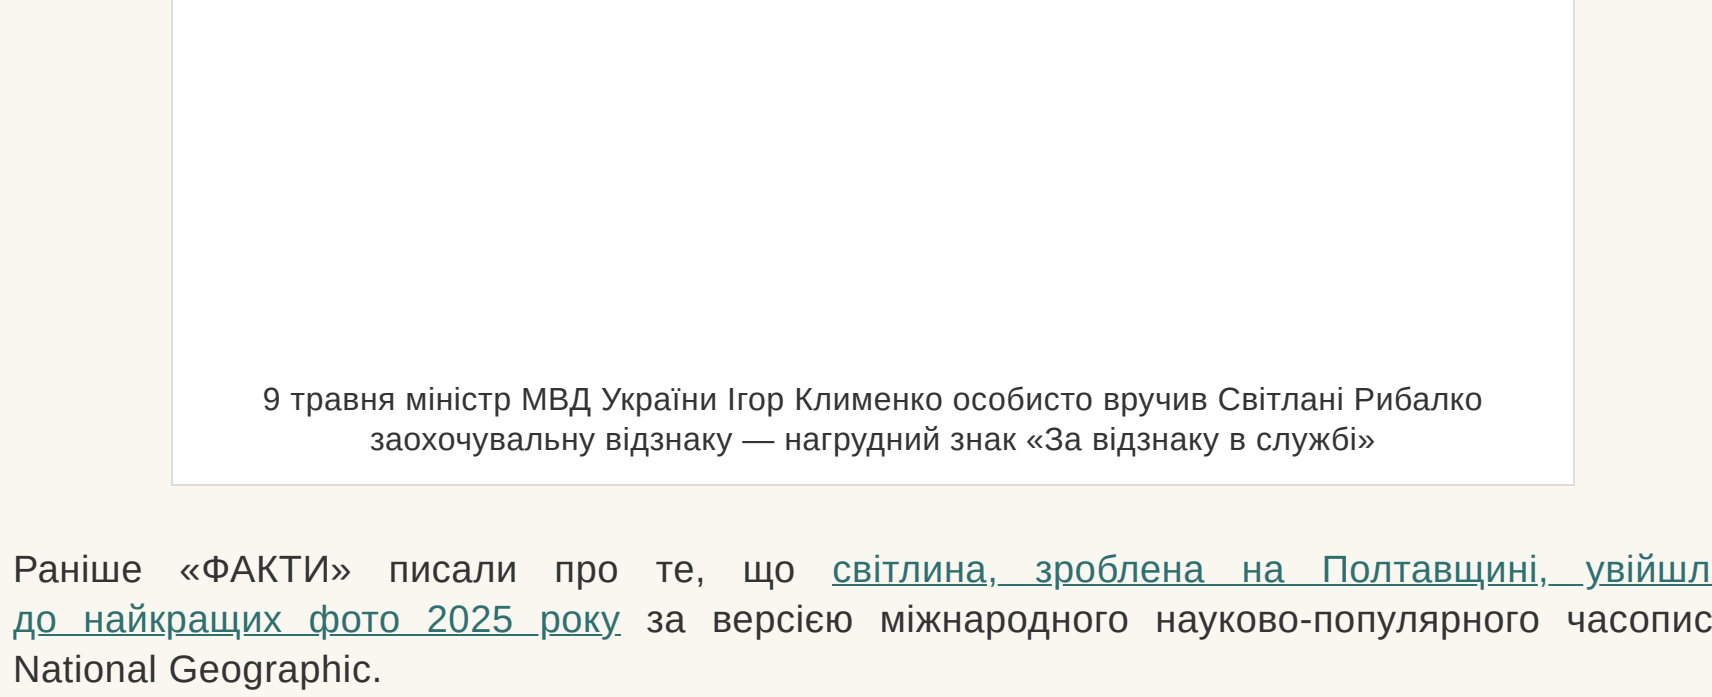 9 травня міністр МВД України Ігор Клименко особисто вручив Світлані Рибалко
заохочувальну відзнаку — нагрудний знак «За відзнаку в службі»
Раніше «ФАКТИ» писали про те, що світлина, зроблена на Полтавщині, увійшл
до найкращих фото 2025 року за версією міжнародного науково-популярного часопис
National Geographic.